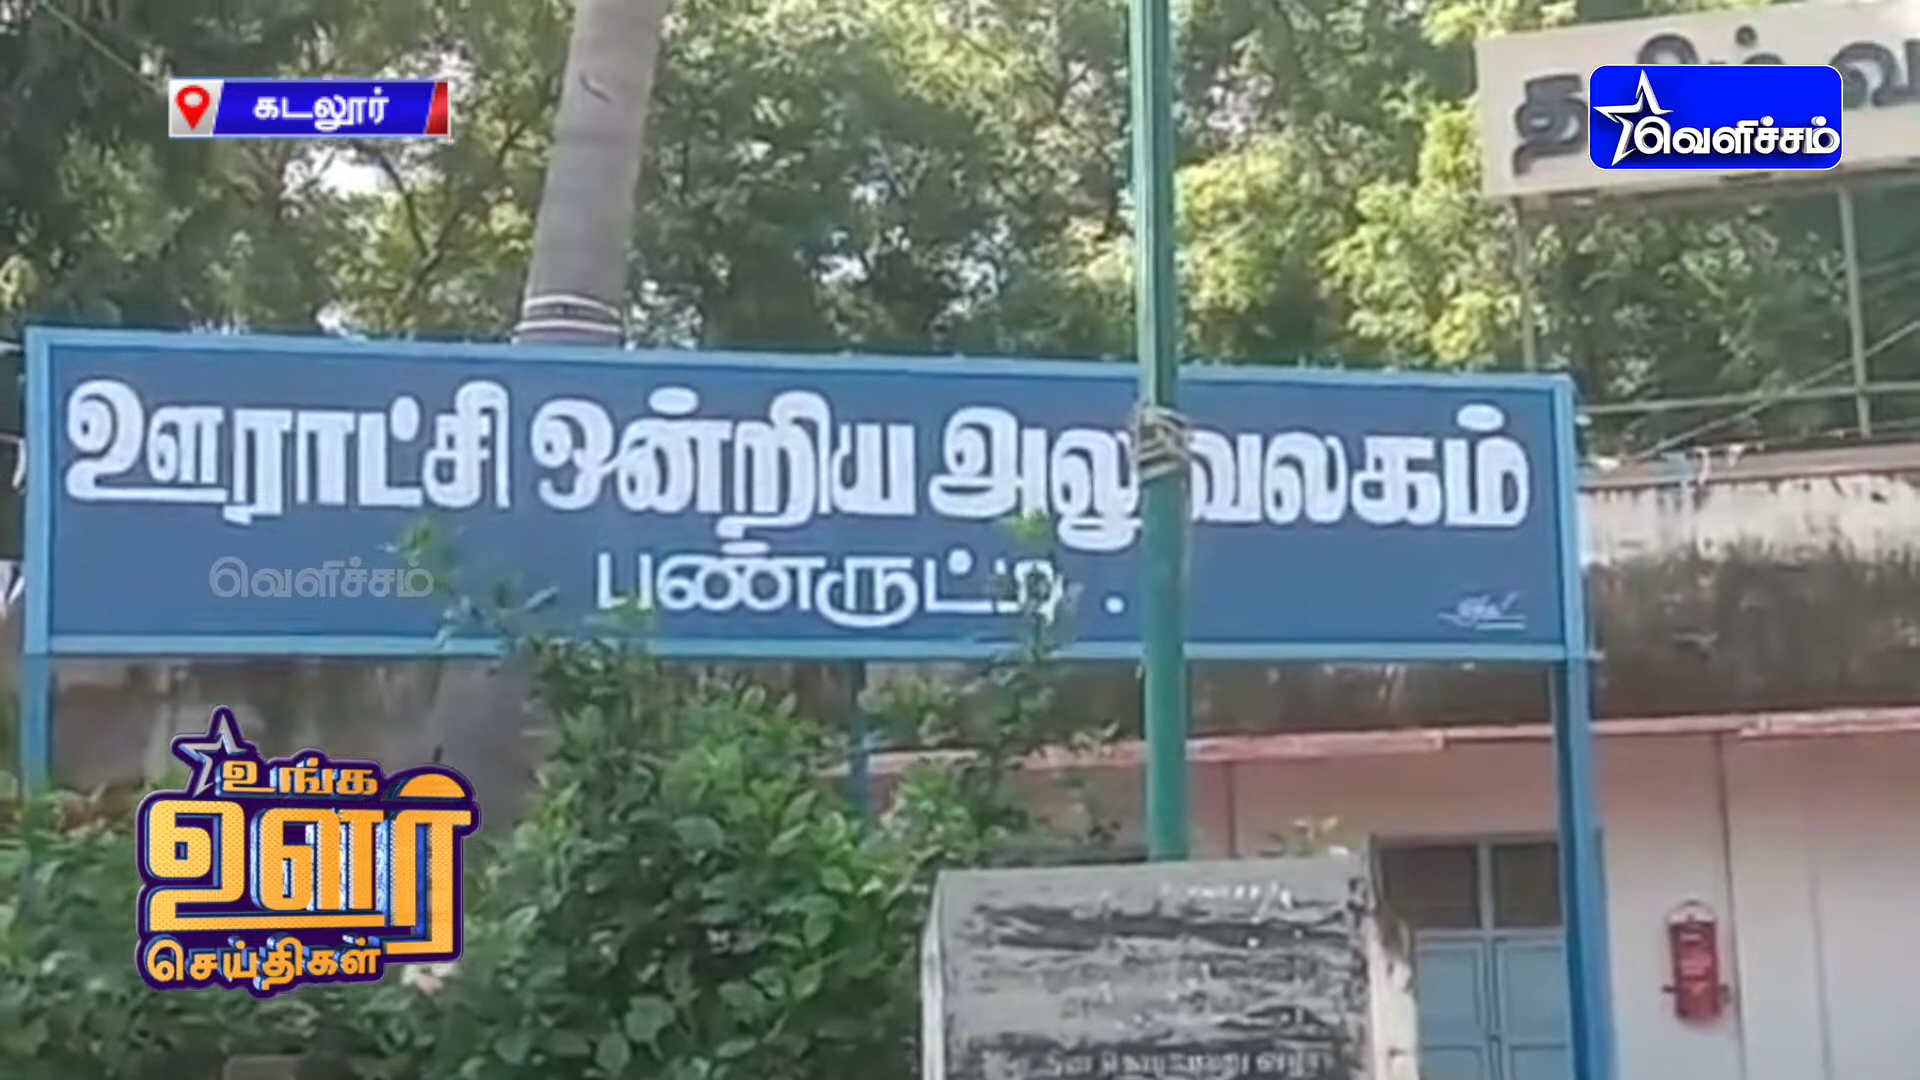 கடலூர்
வெளிச்சம்
ஊராட்சி ஒன்றிய அலுவலகம்
பண்ருட்டி .
வெளிச்சம்
உங்க
ஊர்
செய்திகள்